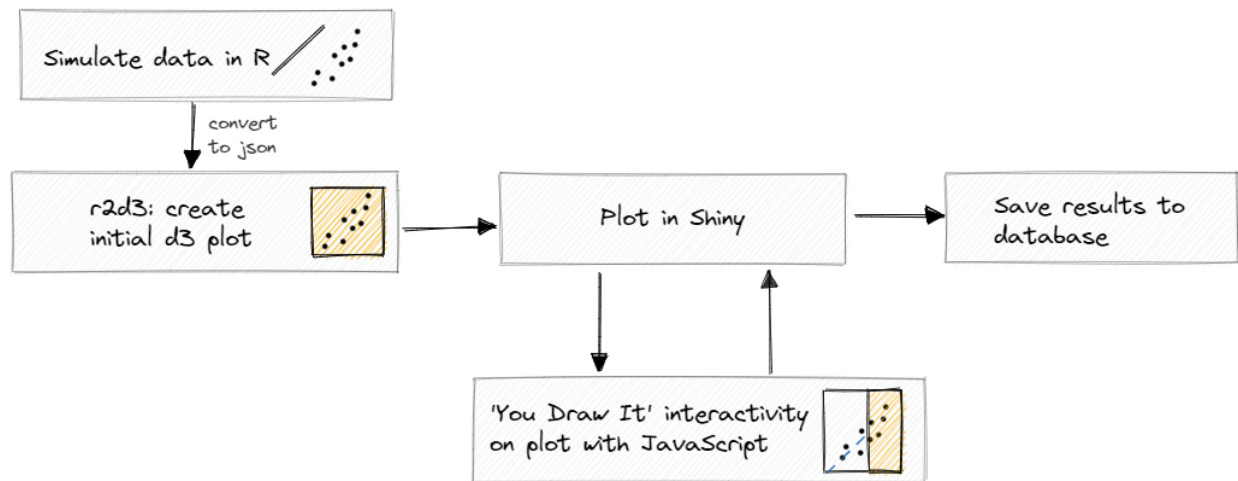 Simulate data in R
convert
to json
r2d3: create
initial d3 plot
Plot in Shiny
Save results to
database
'You Draw It' interactivity
on plot with JavaScript